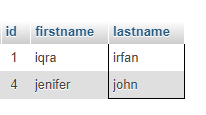 id firstname lastname
1 iqra irfan
4 jenifer john